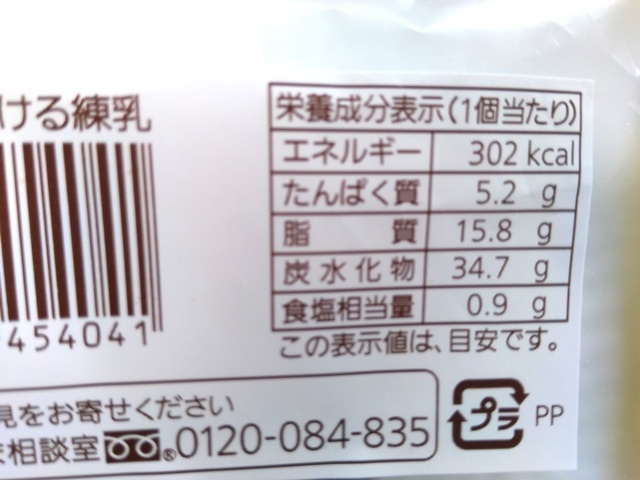 ける練乳
454041
栄養成分表示(1個当たり)
エネルギー 302 kcal
たんぱく質 5.2 g
脂質 15.8 g
炭水化物 34.7 g
食塩相当量 0.9 g
この表示値は、目安です。
見をお寄せください
相談室 ® 0120-084-835
プラ PP